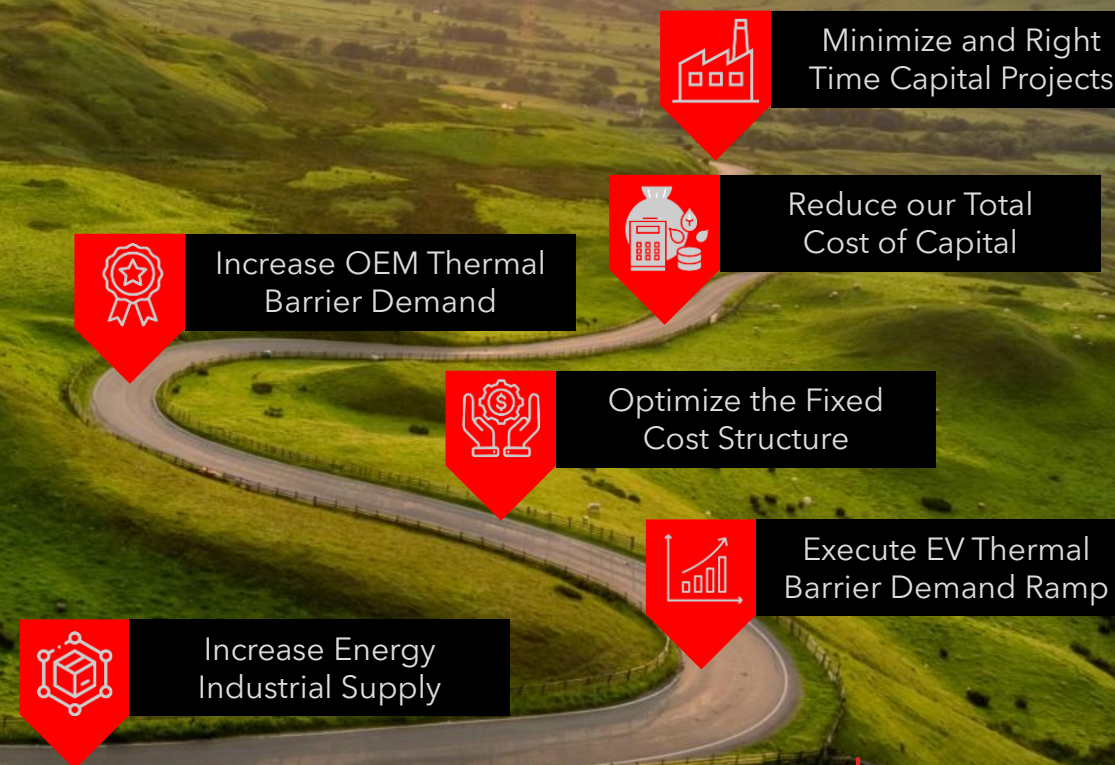 Minimize and Right
Time Capital Projects
Reduce our Total
Cost of Capital
Increase OEM Thermal
Barrier Demand
Optimize the Fixed
Cost Structure
Execute EV Thermal
Barrier Demand Ramp
Increase Energy
Industrial Supply